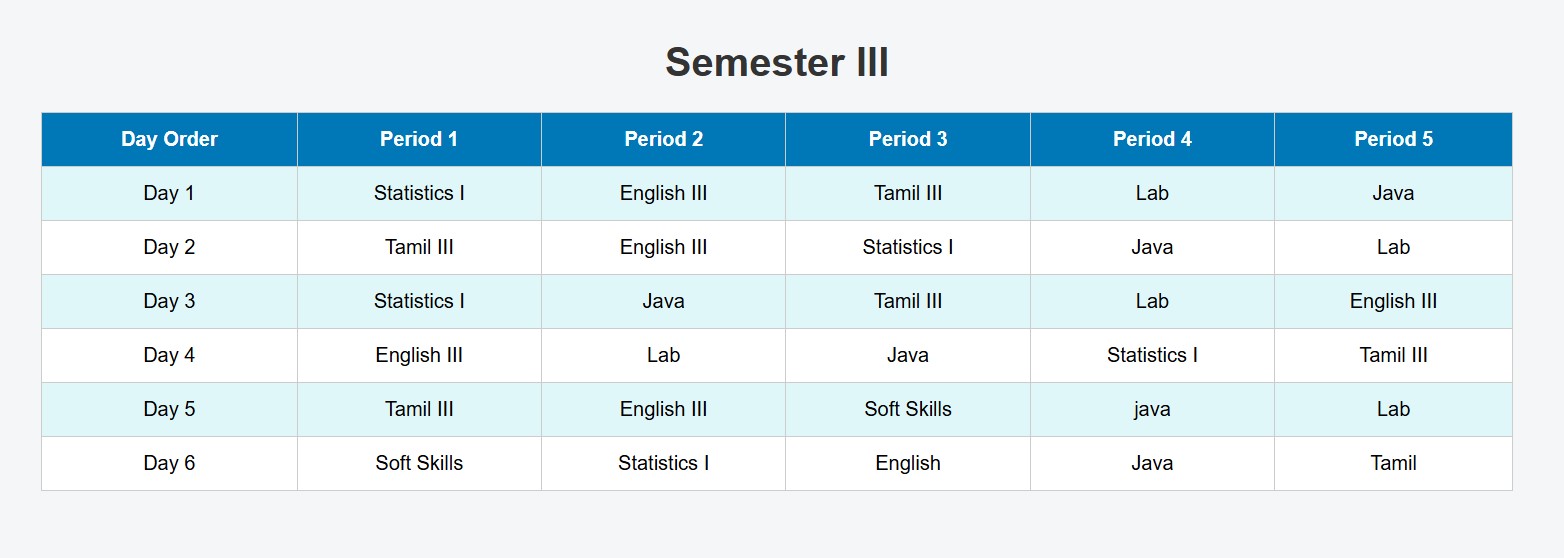 Semester III
Day Order Period 1 Period 2 Period 3 Period 4 Period 5
Day 1 Statistics I English III Tamil III Lab Java
Day 2 Tamil III English III Statistics I Java Lab
Day 3 Statistics I Java Tamil III Lab English III
Day 4 English III Lab Java Statistics I Tamil III
Day 5 Tamil III English III Soft Skills java Lab
Day 6 Soft Skills Statistics I English Java Tamil